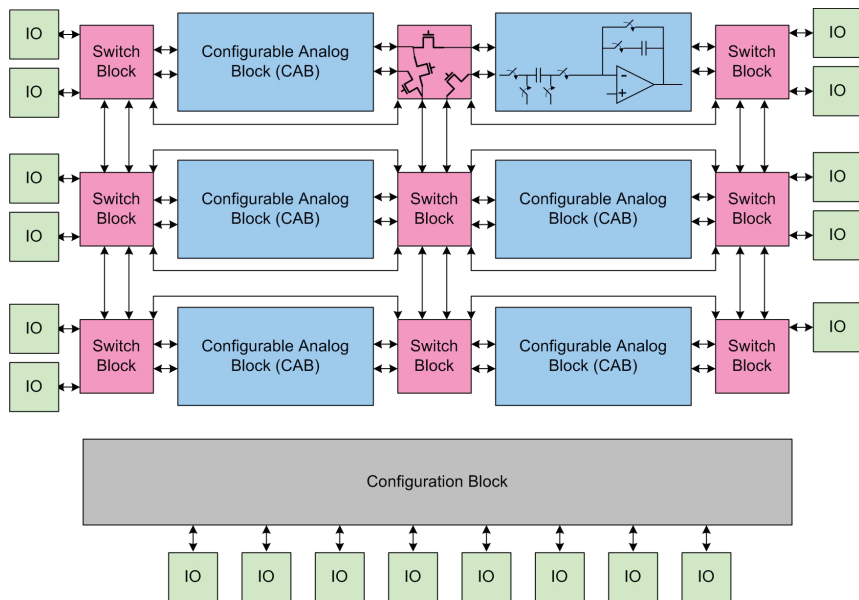 IO
Switch
Block
Configurable Analog
Block (CAB)
Switch
Block
IO
IO
IO
IO
Switch
Block
Configurable Analog
Block (CAB)
Switch
Block
Configurable Analog
Block (CAB)
Switch
Block
IO
IO
IO
IO
Switch
Block
Configurable Analog
Block (CAB)
Switch
Block
Configurable Analog
Block (CAB)
Switch
Block
IO
IO
Configuration Block
IO
IO
IO
IO
IO
IO
IO
IO